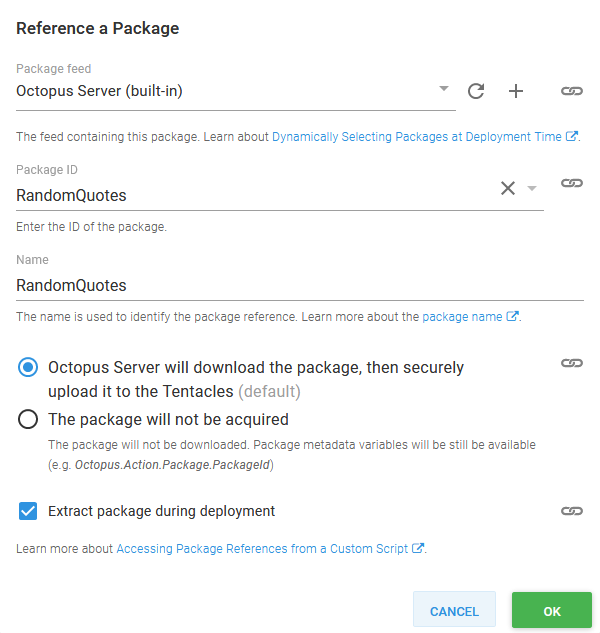 Reference a Package
Package feed
Octopus Server (built-in)
The feed containing this package. Learn about Dynamically Selecting Packages at Deployment Time.
Package ID
RandomQuotes
Enter the ID of the package.
Name
RandomQuotes
The name is used to identify the package reference. Learn more about the package name.
Octopus Server will download the package, then securely
upload it to the Tentacles (default)
The package will not be acquired
The package will not be downloaded. Package metadata variables will be still be available
(e.g. Octopus.Action.Package.PackageId)
Extract package during deployment
Learn more about Accessing Package References from a Custom Script.
CANCEL
OK